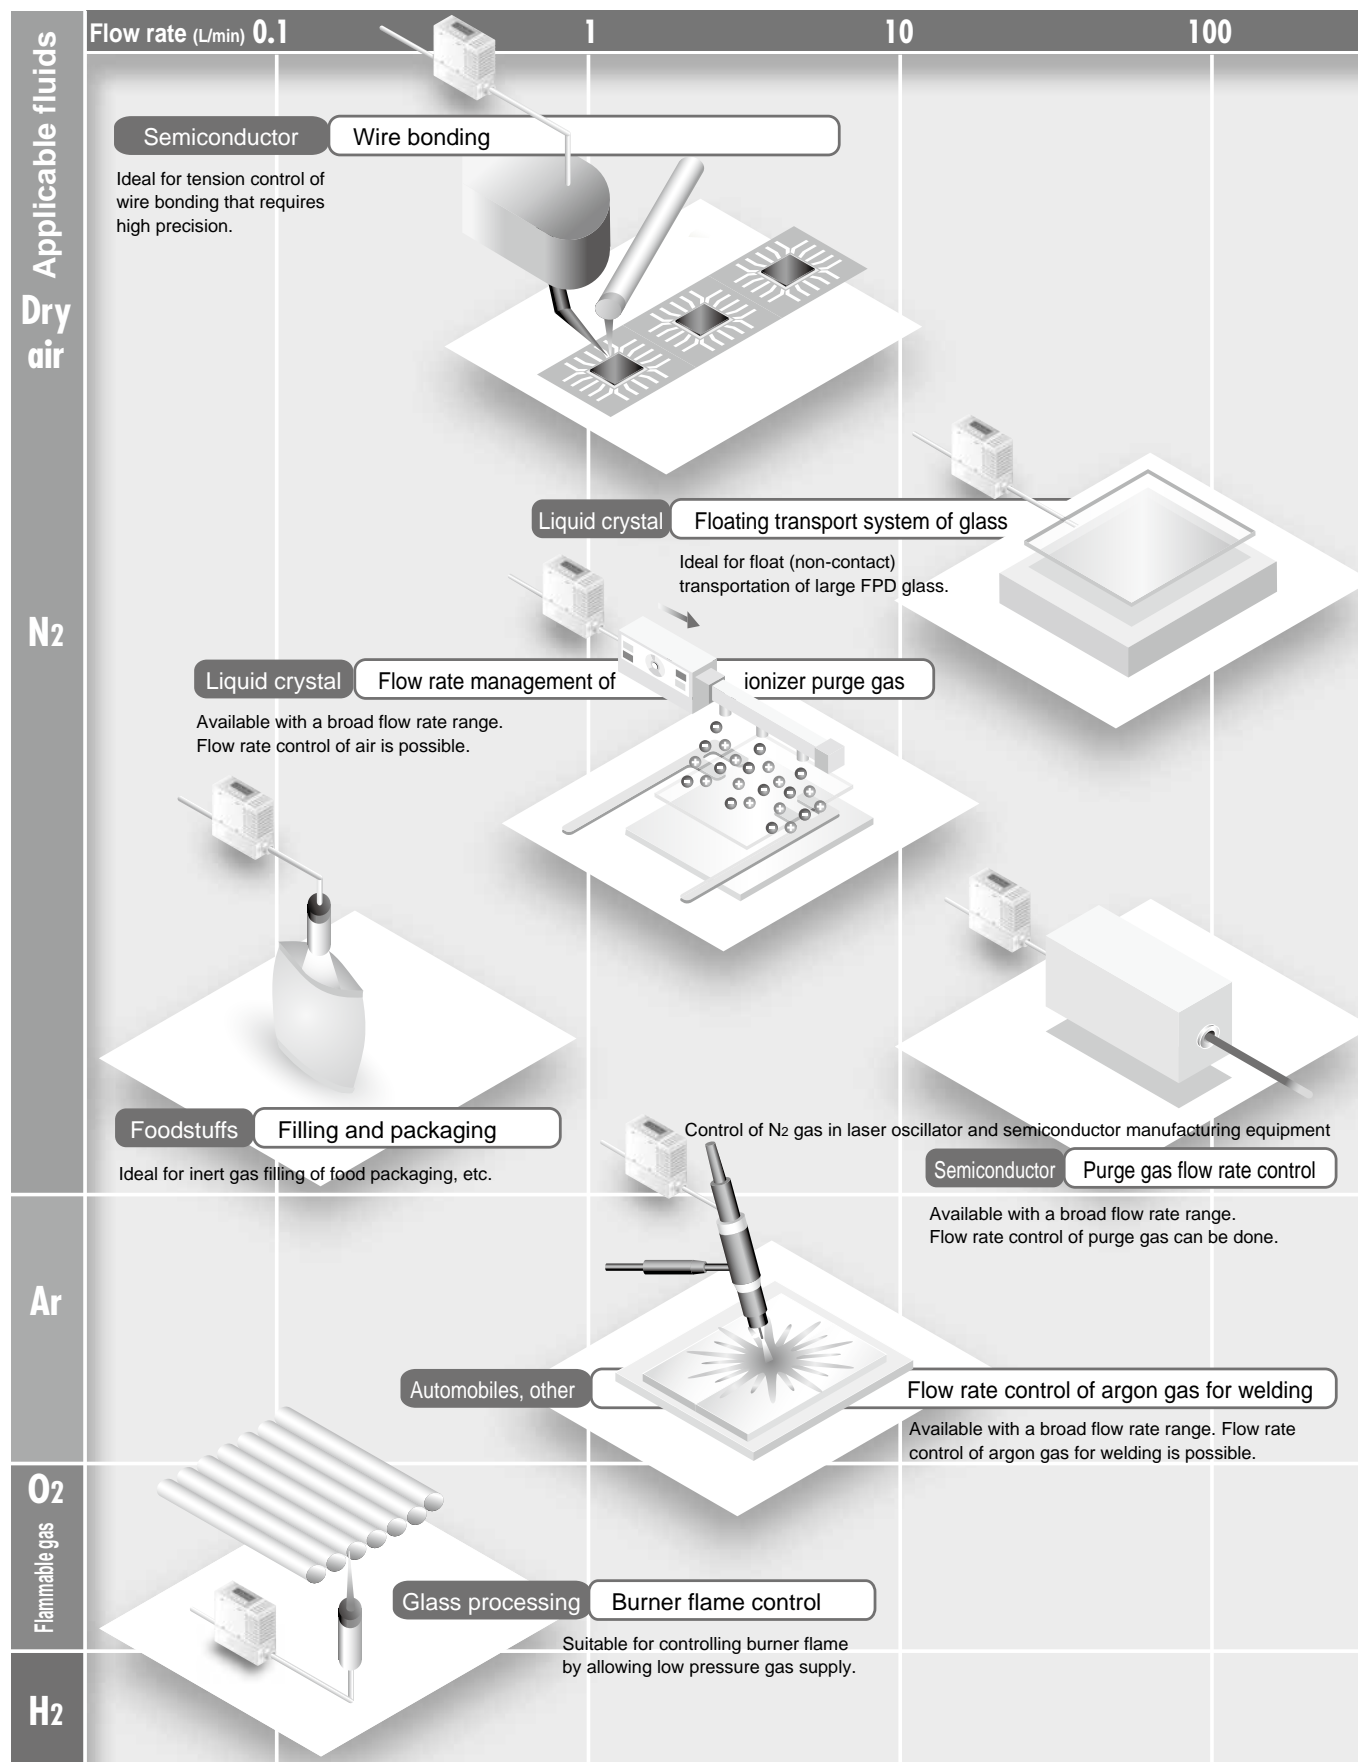 Flow rate (L/min) 0.1 1 10 100
Applicable fluids
Semiconductor Wire bonding
Ideal for tension control of
wire bonding that requires
high precision.
Dry
air
Liquid crystal Floating transport system of glass
Ideal for float (non-contact)
transportation of large FPD glass.
N2
Liquid crystal Flow rate management of ionizer purge gas
Available with a broad flow rate range.
Flow rate control of air is possible.
Foodstuffs Filling and packaging
Ideal for inert gas filling of food packaging, etc.
Control of N2 gas in laser oscillator and semiconductor manufacturing equipment
Semiconductor Purge gas flow rate control
Available with a broad flow rate range.
Flow rate control of purge gas can be done.
Ar
Automobiles, other Flow rate control of argon gas for welding
Available with a broad flow rate range. Flow rate
control of argon gas for welding is possible.
O2
Flammable gas
Glass processing Burner flame control
Suitable for controlling burner flame
by allowing low pressure gas supply.
H2